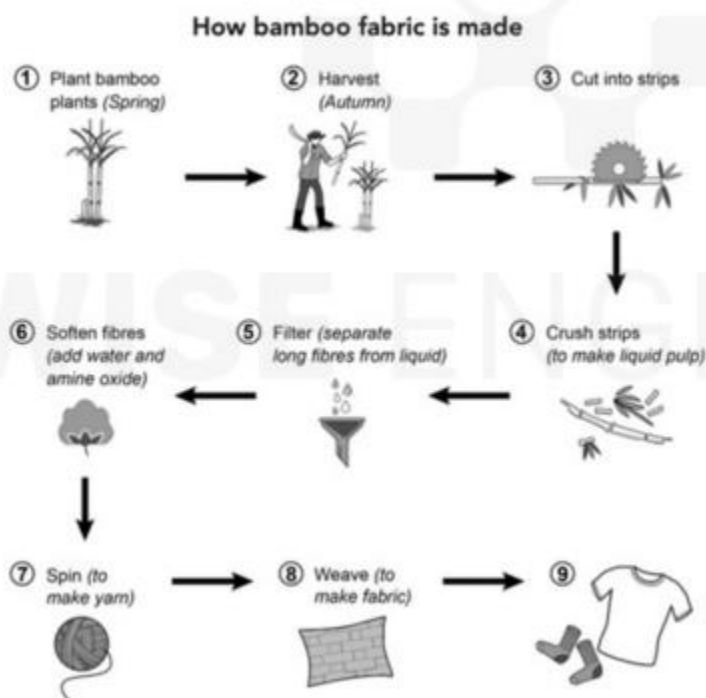 How bamboo fabric is made
1 Plant bamboo
plants (Spring)
2 Harvest
(Autumn)
3 Cut into strips
4 Crush strips
(to make liquid pulp)
5 Filter (separate
long fibres from liquid)
6 Soften fibres
(add water and
amine oxide)
7 Spin (to
make yarn)
8 Weave (to
make fabric)
9
WISE ENG